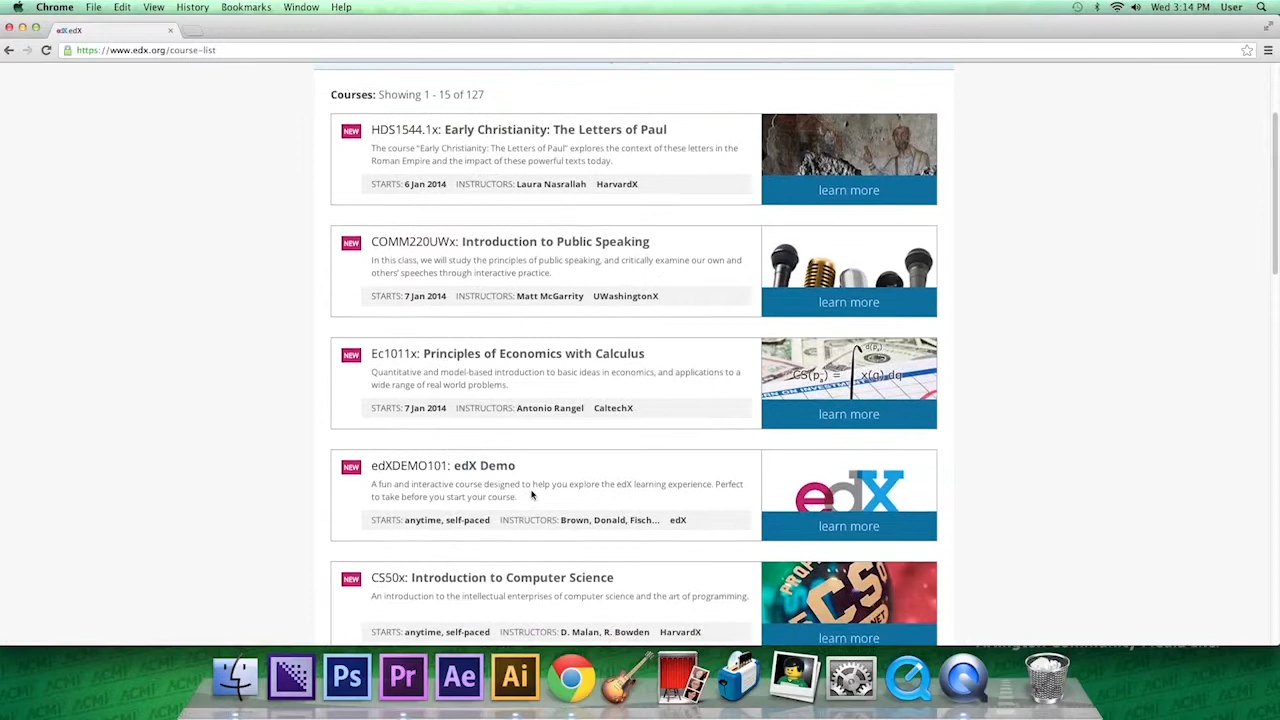 Chrome File Edit View History Bookmarks Window Help Wed 3:14 PM User
edX edX
https://www.edx.org/course-list
Courses: Showing 1 - 15 of 127
NEW HDS1544.1x: Early Christianity: The Letters of Paul
The course "Early Christianity: The Letters of Paul" explores the context of these letters in the
Roman Empire and the impact of these powerful texts today.
STARTS: 6 Jan 2014 INSTRUCTORS: Laura Nasrallah HarvardX
learn more
NEW COMM220UWx: Introduction to Public Speaking
In this class, we will study the principles of public speaking, and critically examine our own and
others' speeches through interactive practice.
STARTS: 7 Jan 2014 INSTRUCTORS: Matt McGarrity UWashingtonX
learn more
NEW Ec1011x: Principles of Economics with Calculus
Quantitative and model-based introduction to basic ideas in economics, and applications to a
wide range of real world problems.
STARTS: 7 Jan 2014 INSTRUCTORS: Antonio Rangel CaltechX
learn more
NEW edXDEMO101: edX Demo
A fun and interactive course designed to help you explore the edX learning experience. Perfect
to take before you start your course.
STARTS: anytime, self-paced INSTRUCTORS: Brown, Donald, Fisch... edX
edX
learn more
NEW CS50x: Introduction to Computer Science
An introduction to the intellectual enterprises of computer science and the art of programming.
STARTS: anytime, self-paced INSTRUCTORS: D. Malan, R. Bowden HarvardX
CS50
learn more
Ps Pr Ae Ai
ACMi